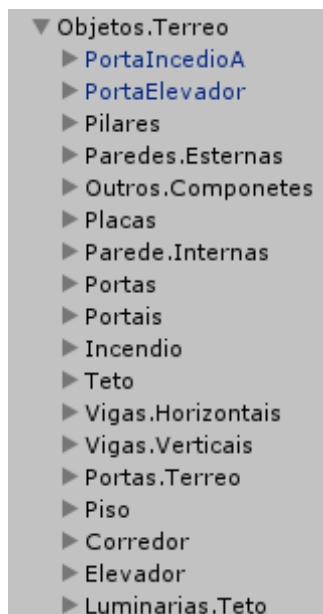 Objetos.Terreo
PortaIncedioA
PortaElevador
Pilares
Paredes.Esternas
Outros.Componetes
Placas
Parede.Internas
Portas
Portais
Incendio
Teto
Vigas.Horizontais
Vigas.Verticais
Portas.Terreo
Piso
Corredor
Elevador
Luminarias.Teto